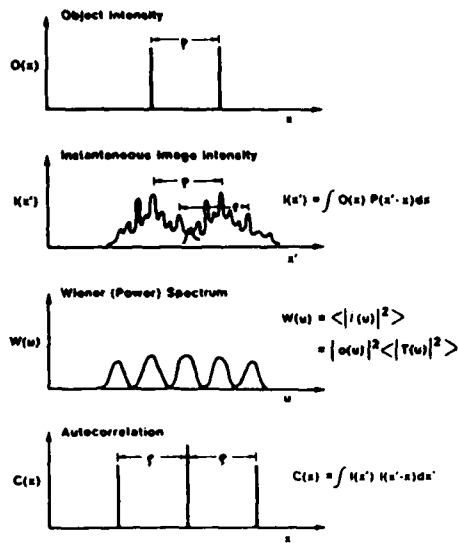 Object Intensity
ρ
O(x)
x
Instantaneous Image Intensity
ρ
ρ
I(x')
I(x') = ∫ O(x) P(x'-x)dx
x'
Wiener (Power) Spectrum
W(u) = <|I(u)|²>
W(u)
= {o(u)}²<|T(u)|²>
u
Autocorrelation
ρ ρ
C(x)
C(x) = ∫ I(x') I(x'-x)dx'
x